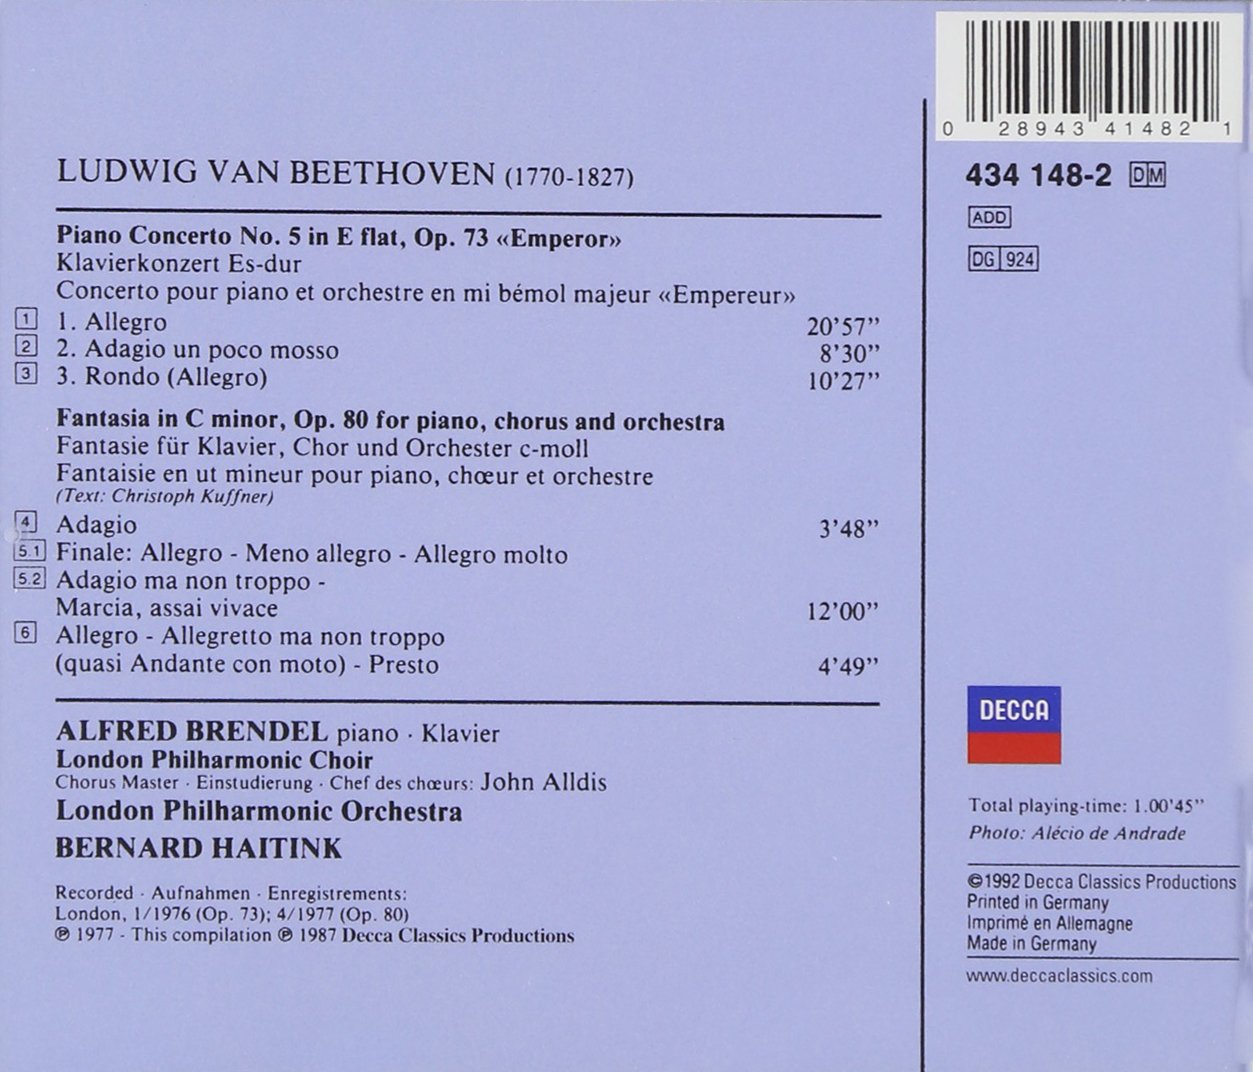 LUDWIG VAN BEETHOVEN (1770-1827)
Piano Concerto No. 5 in E flat, Op. 73 «Emperor»
Klavierkonzert Es-dur
Concerto pour piano et orchestre en mi bémol majeur «Empereur»
1 1. Allegro 20’57”
2 2. Adagio un poco mosso 8’30”
3 3. Rondo (Allegro) 10’27”
Fantasia in C minor, Op. 80 for piano, chorus and orchestra
Fantasie für Klavier, Chor und Orchester c-moll
Fantaisie en ut mineur pour piano, chœur et orchestre
(Text: Christoph Kuffner)
4 Adagio 3’48”
5.1 Finale: Allegro - Meno allegro - Allegro molto
5.2 Adagio ma non troppo -
Marcia, assai vivace 12’00”
6 Allegro - Allegretto ma non troppo
(quasi Andante con moto) - Presto 4’49”
ALFRED BRENDEL piano · Klavier
London Philharmonic Choir
Chorus Master · Einstudierung · Chef des chœurs: John Alldis
London Philharmonic Orchestra
BERNARD HAITINK
Recorded · Aufnahmen · Enregistrements:
London, 1/1976 (Op. 73); 4/1977 (Op. 80)
℗ 1977 - This compilation ℗ 1987 Decca Classics Productions
0 28943 41482 1
434 148-2 DM
ADD
DG 924
DECCA
Total playing-time: 1.00'45”
Photo: Alécio de Andrade
©1992 Decca Classics Productions
Printed in Germany
Imprimé en Allemagne
Made in Germany
www.deccaclassics.com